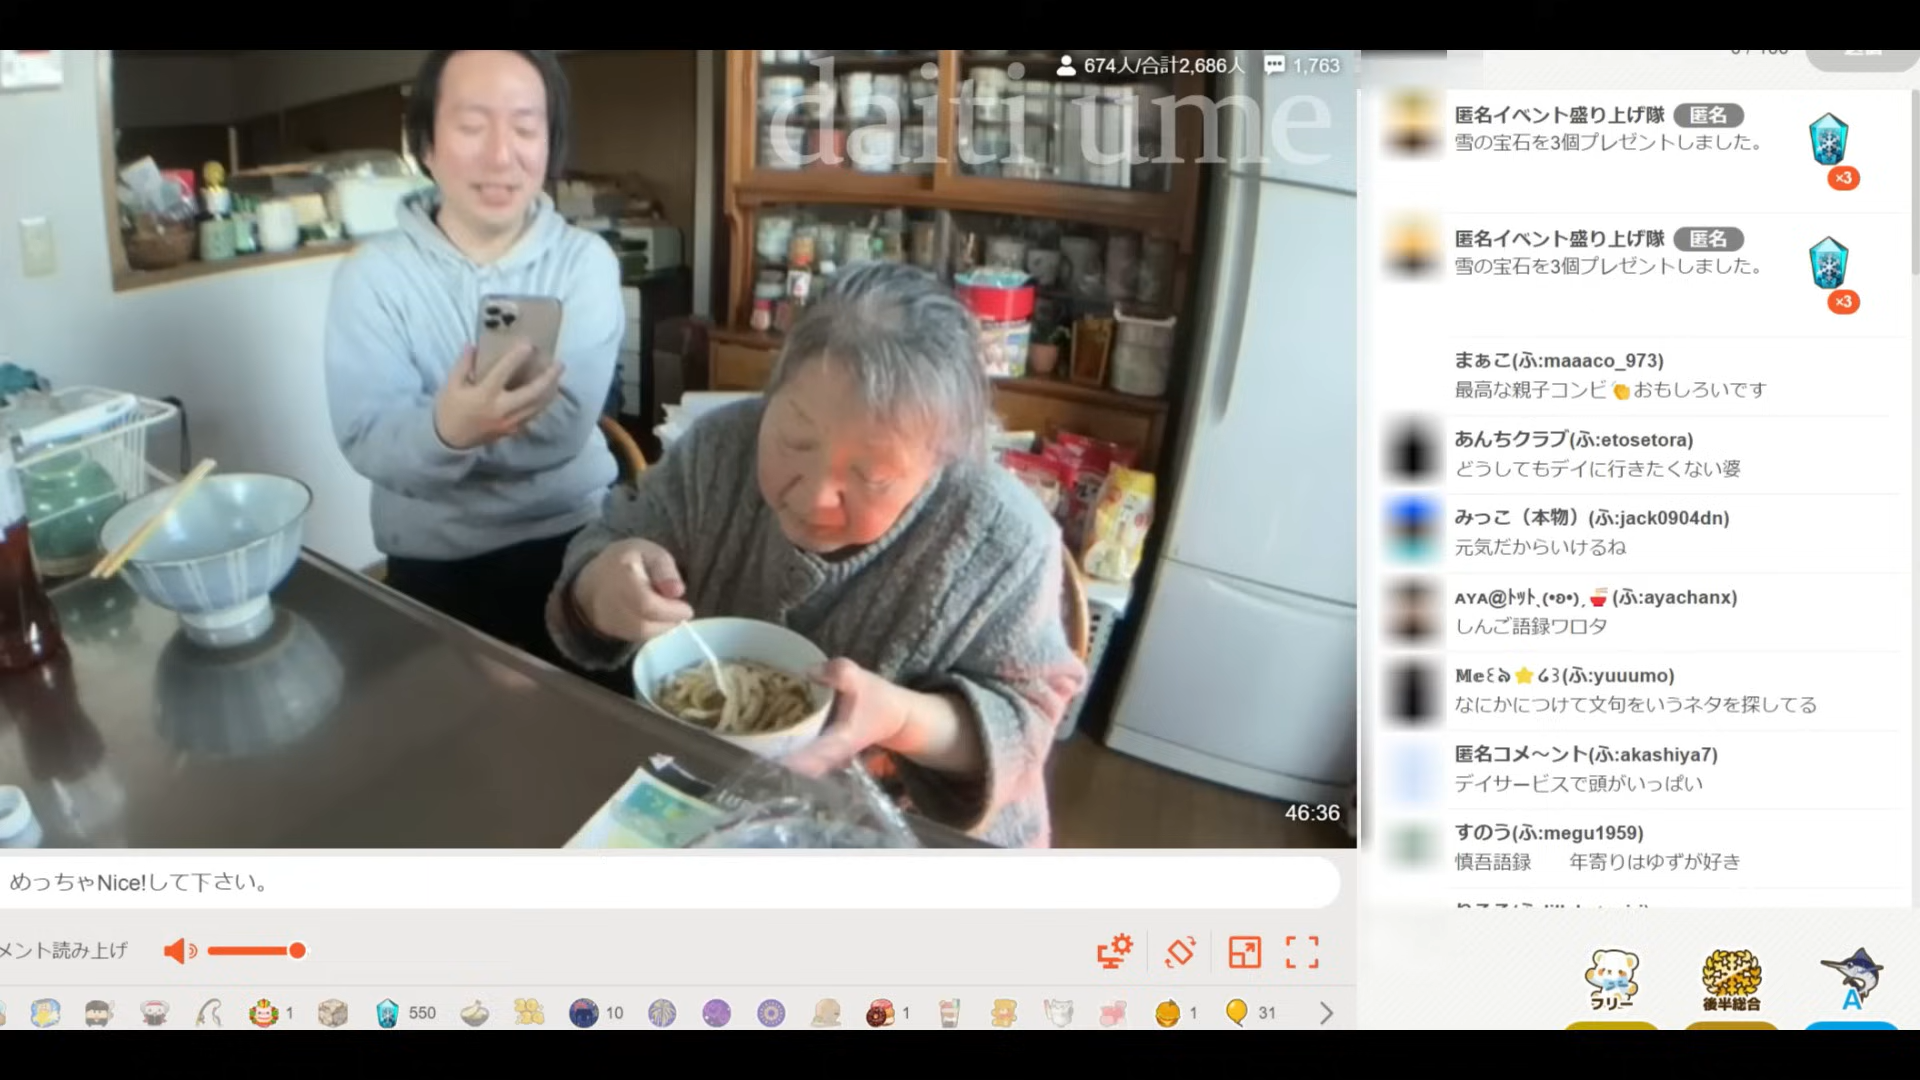 674人/合計2,686人 1,763
daiti ume
46:36
めっちゃNice!して下さい。
メント読み上げ
1
550
10
1
1
31
匿名イベント盛り上げ隊 匿名
雪の宝石を3個プレゼントしました。
×3
匿名イベント盛り上げ隊 匿名
雪の宝石を3個プレゼントしました。
×3
まぁこ(ふ:maaaco_973)
最高な親子コンビ👏おもしろいです
あんちクラブ(ふ:etosetora)
どうしてもデイに行きたくない婆
みっこ（本物）(ふ:jack0904dn)
元気だからいけるね
(ふ:ayachanx)
しんご語録ワロタ
(ふ:yuuumo)
なにかにつけて文句をいうネタを探してる
匿名コメ〜ント(ふ:akashiya7)
デイサービスで頭がいっぱい
すのう(ふ:megu1959)
慎吾語録　　年寄りはゆずが好き
フリー
後半総合
A